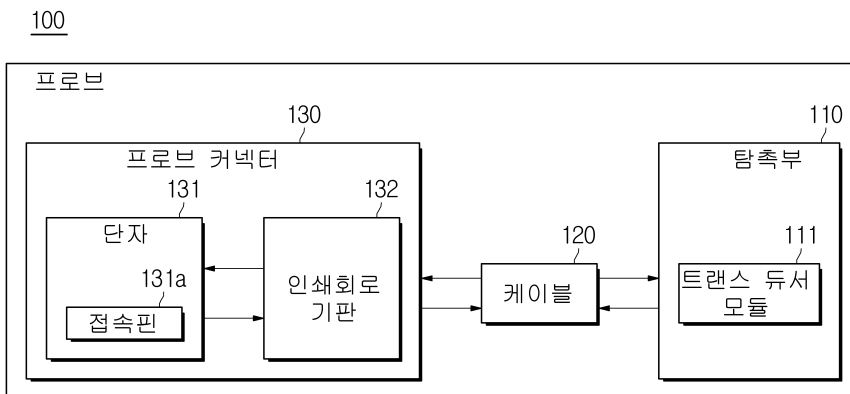 100
프로브
130
110
프로브 커넥터
탐촉부
131
132
단자
120
111
131a
인쇄회로
기판
케이블
트랜스 듀서
모듈
접속핀